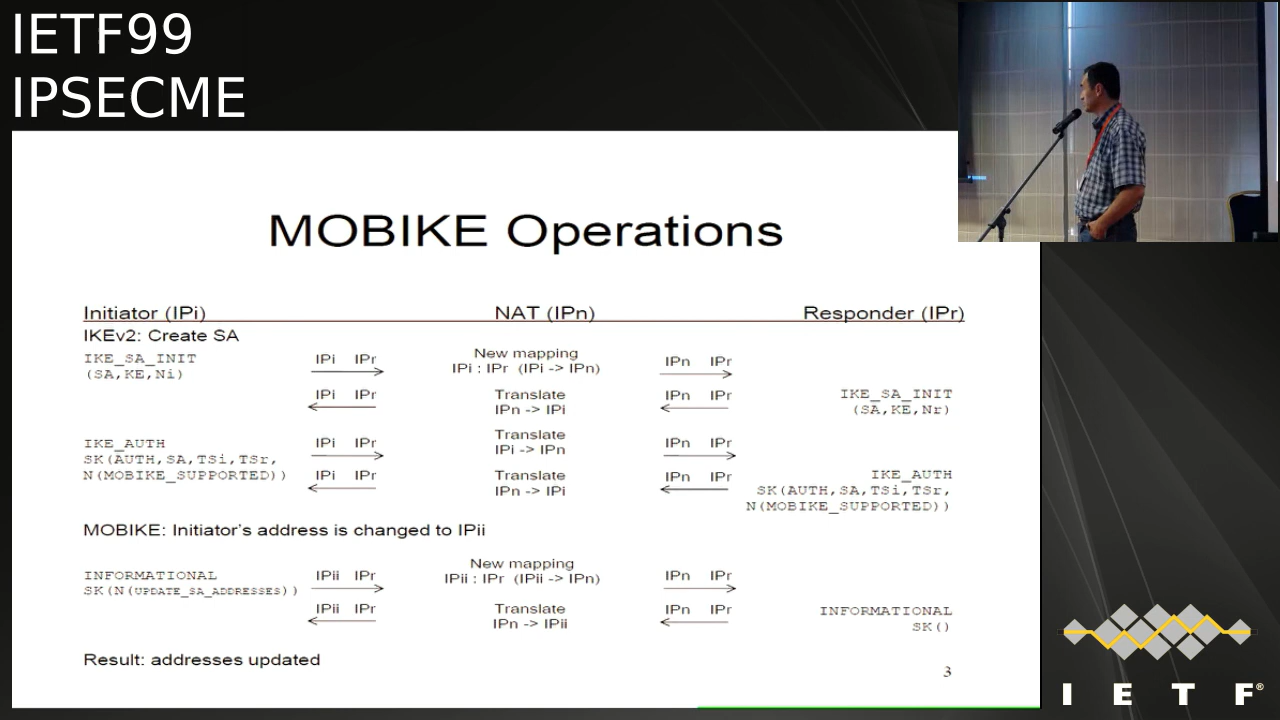 IETF99
IPSECME
MOBIKE Operations
Initiator (IPi) NAT (IPn) Responder (IPr)
IKEv2: Create SA
IKE_SA_INIT
(SA,KE,Ni)
IPi IPr
New mapping
IPi : IPr (IPi -> IPn)
IPn IPr
IPi IPr
Translate
IPn -> IPi
IPn IPr
IKE_SA_INIT
(SA,KE,Nr)
IKE_AUTH
SK(AUTH,SA,TSi,TSr,
N(MOBIKE_SUPPORTED))
IPi IPr
Translate
IPi -> IPn
IPn IPr
IPi IPr
Translate
IPn -> IPi
IPn IPr
IKE_AUTH
SK(AUTH,SA,TSi,TSr,
N(MOBIKE_SUPPORTED))
MOBIKE: Initiator's address is changed to IPii
INFORMATIONAL
SK(N(UPDATE_SA_ADDRESSES))
IPii IPr
New mapping
IPii : IPr (IPii -> IPn)
IPn IPr
IPii IPr
Translate
IPn -> IPii
IPn IPr
INFORMATIONAL
SK()
Result: addresses updated
3
I E T F®